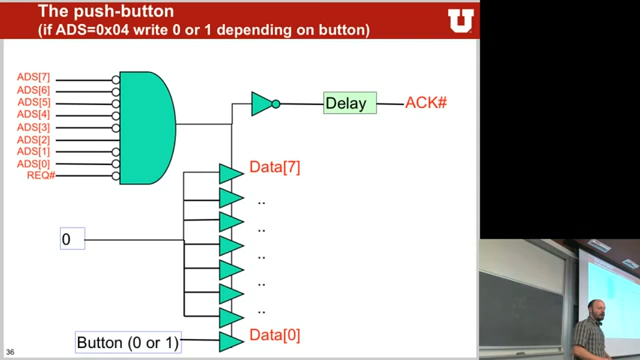 The push-button
(if ADS=0x04 write 0 or 1 depending on button)
U
ADS[7]
ADS[6]
ADS[5]
ADS[4]
ADS[3]
ADS[2]
ADS[1]
ADS[0]
REQ#
Delay
ACK#
Data[7]
..
..
..
..
..
..
0
Button (0 or 1)
Data[0]
36